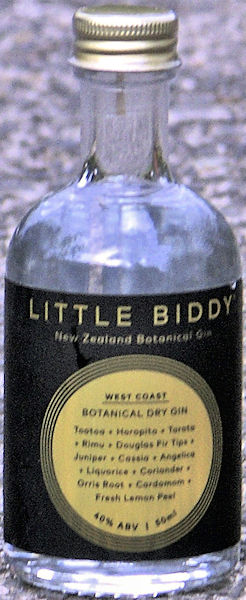 LITTLE BIDDY
New Zealand Botanical Gin
WEST COAST
BOTANICAL DRY GIN
Toatoa + Horopito + Tarata
+ Rimu + Douglas Fir Tips +
Juniper + Cassia + Angelica
+ Liquorice + Coriander +
Orris Root + Cardamom +
Fresh Lemon Peel
40% ABV | 50ml